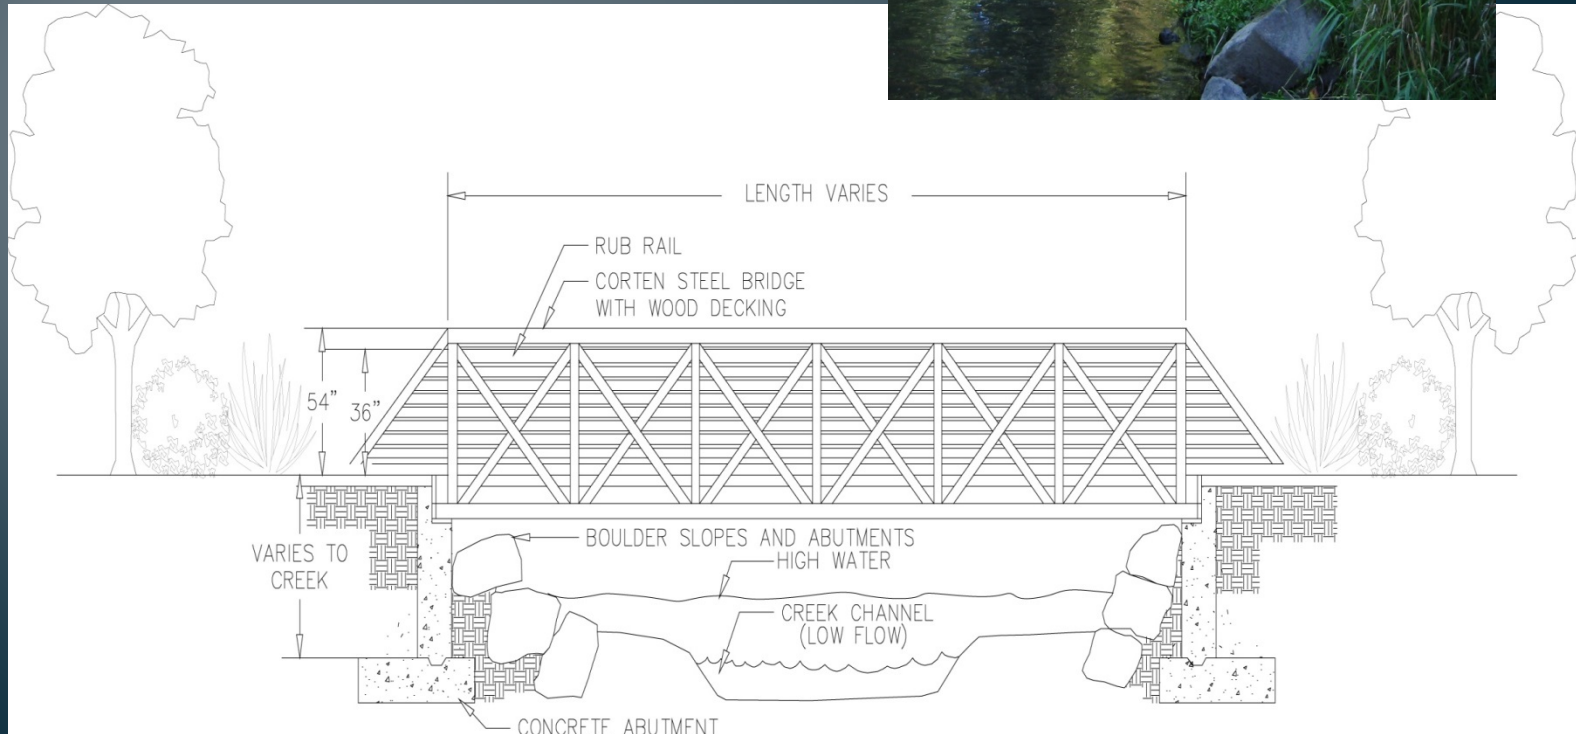 LENGTH VARIES
RUB RAIL
CORTEN STEEL BRIDGE
WITH WOOD DECKING
54"
36"
BOULDER SLOPES AND ABUTMENTS
HIGH WATER
VARIES TO
CREEK
CREEK CHANNEL
(LOW FLOW)
CONCRETE ABUTMENT